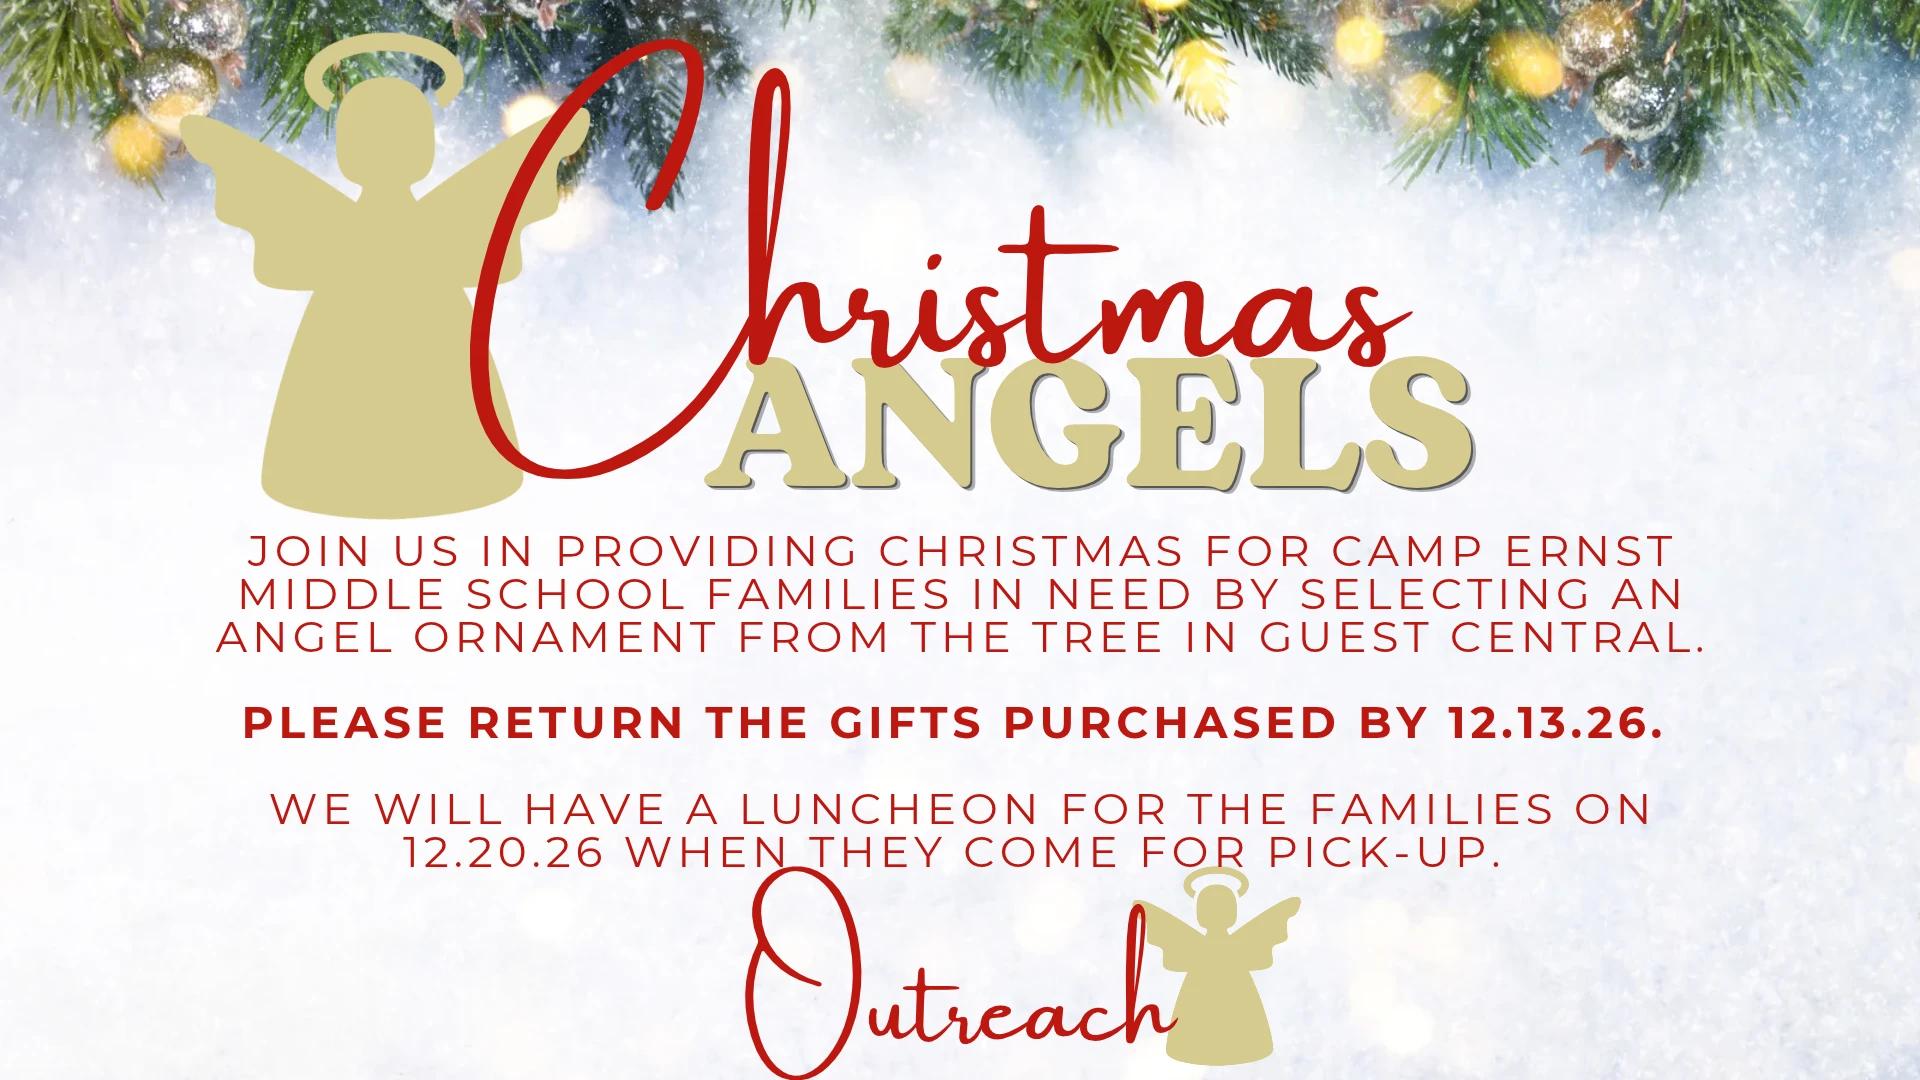 Christmas
ANGELS
JOIN US IN PROVIDING CHRISTMAS FOR CAMP ERNST
MIDDLE SCHOOL FAMILIES IN NEED BY SELECTING AN
ANGEL ORNAMENT FROM THE TREE IN GUEST CENTRAL.
PLEASE RETURN THE GIFTS PURCHASED BY 12.13.26.
WE WILL HAVE A LUNCHEON FOR THE FAMILIES ON
12.20.26 WHEN THEY COME FOR PICK-UP.
Outreach